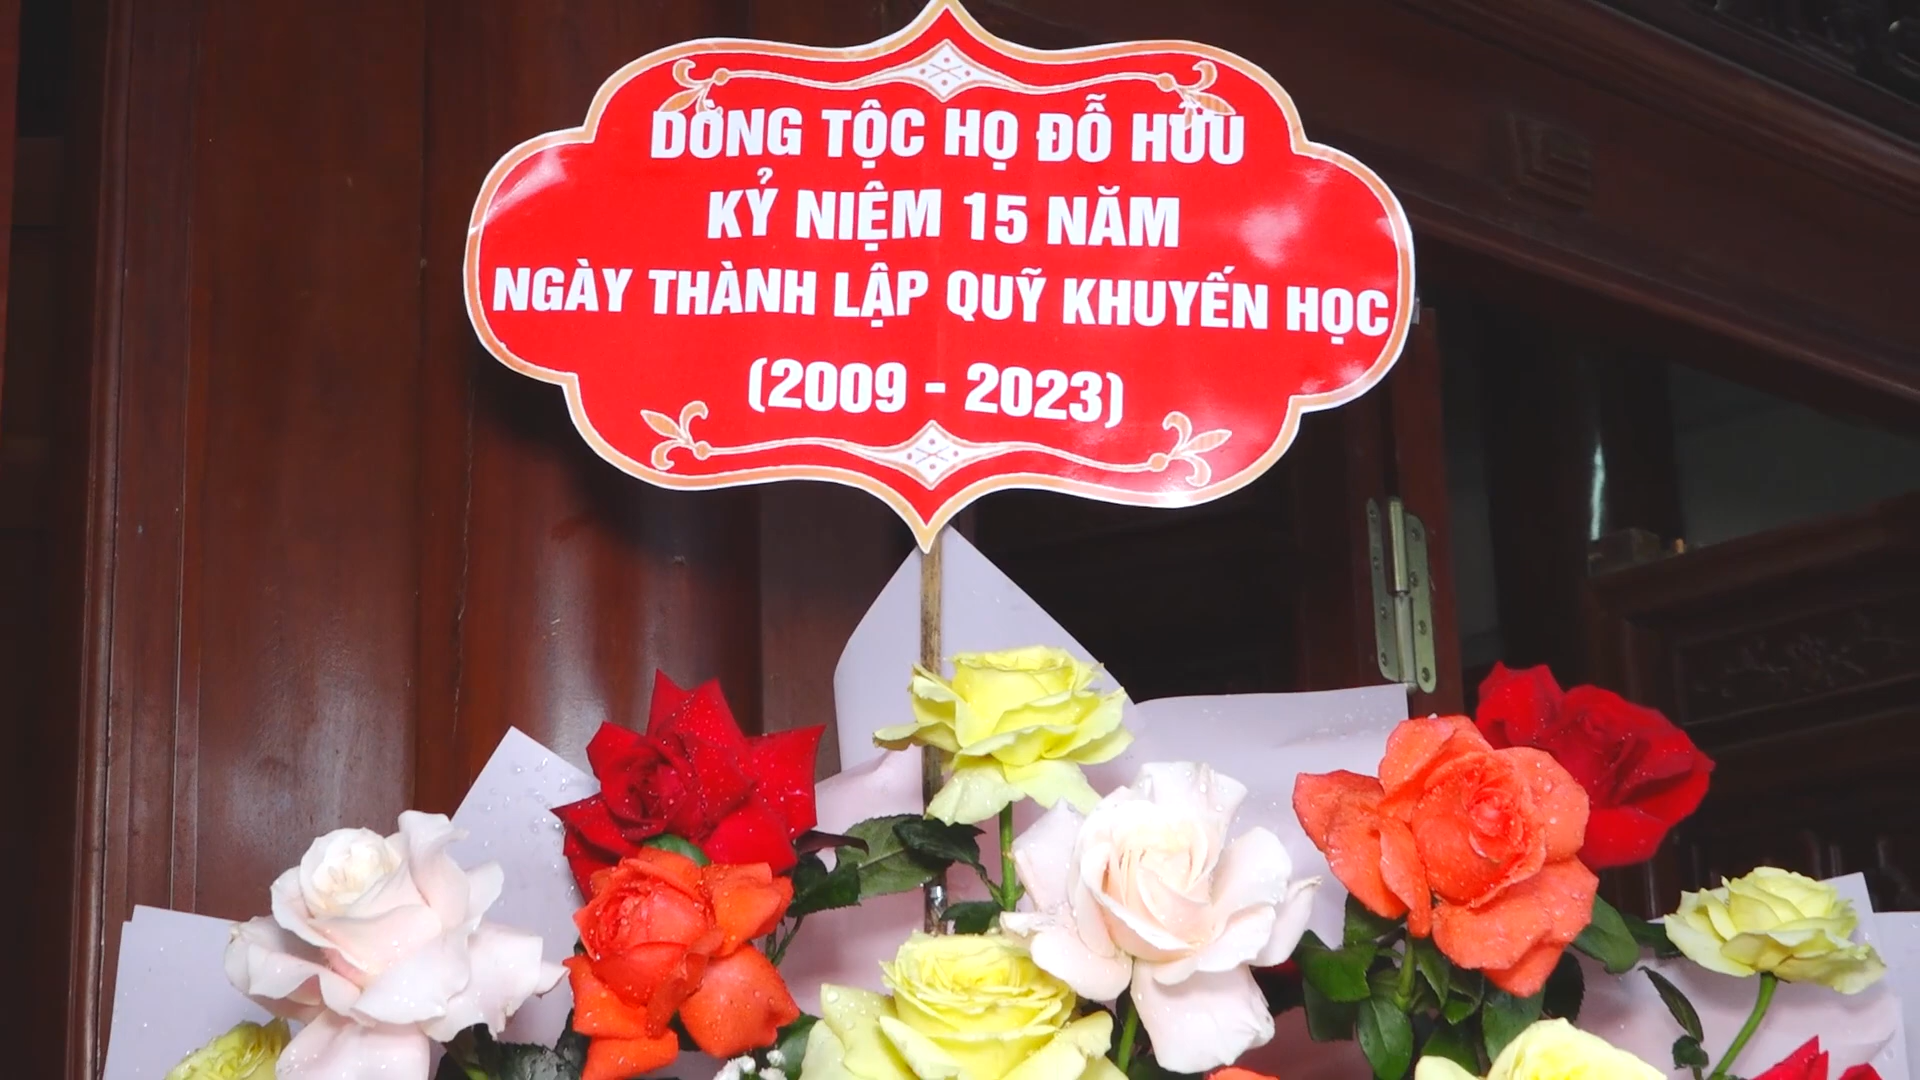 DÒNG TỘC HỌ ĐỖ HỮU
KỶ NIỆM 15 NĂM
NGÀY THÀNH LẬP QUỸ KHUYẾN HỌC
(2009 - 2023)